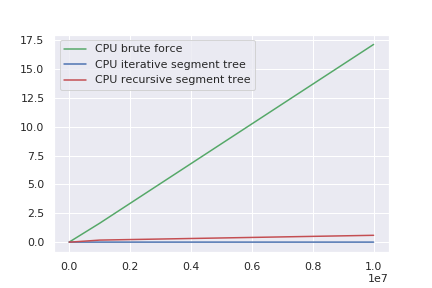 17.5
15.0
12.5
10.0
7.5
5.0
2.5
0.0
CPU brute force
CPU iterative segment tree
CPU recursive segment tree
0.0 0.2 0.4 0.6 0.8 1.0
1e7